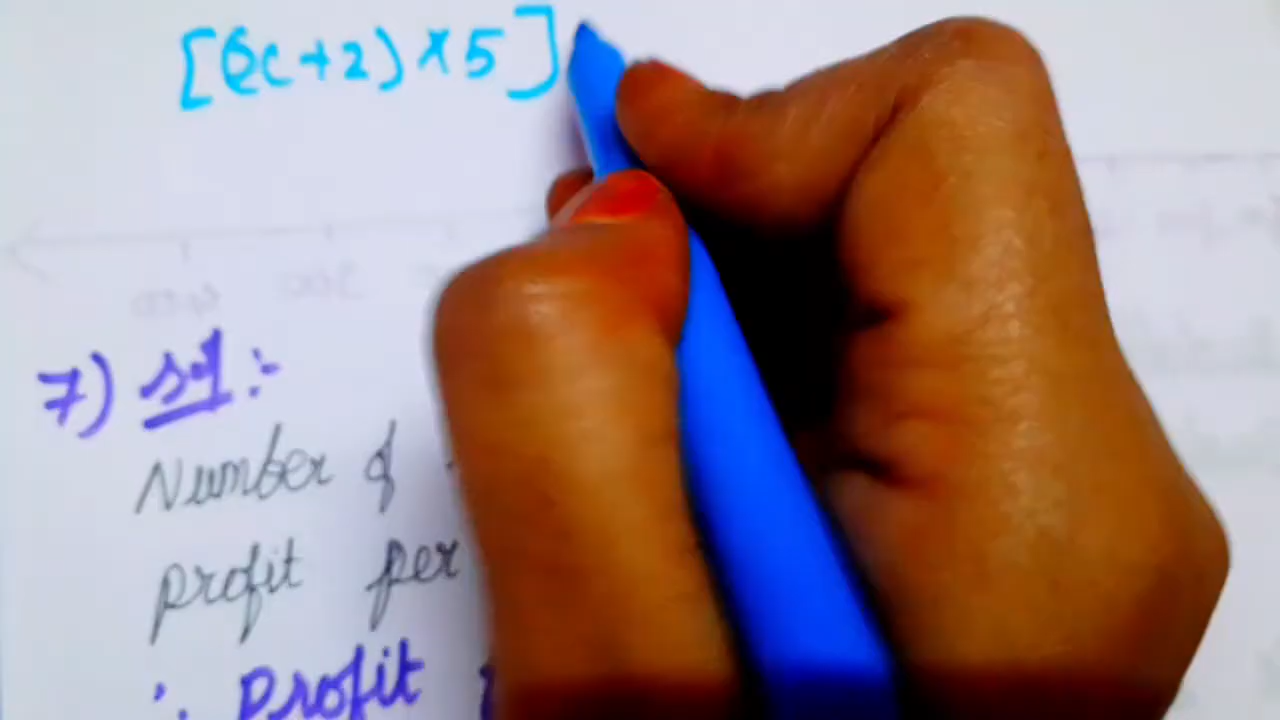 [(x+2)×5]
7) Sol:-
Number of
Profit per
∴ Profit